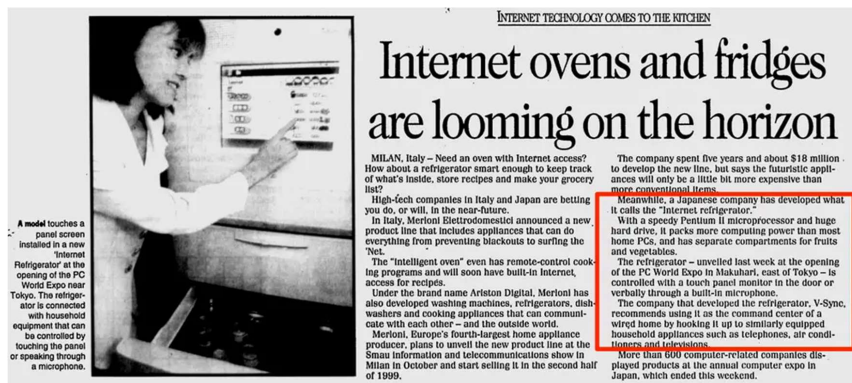 INTERNET TECHNOLOGY COMES TO THE KITCHEN
Internet ovens and fridges
are looming on the horizon
A model touches a
panel screen
installed in a new
'Internet
Refrigerator' at the
opening of the PC
World Expo near
Tokyo. The refriger-
ator is connected
with household
equipment that can
be controlled by
touching the panel
or speaking through
a microphone.
MILAN, Italy – Need an oven with Internet access?
How about a refrigerator smart enough to keep track
of what's inside, store recipes and make your grocery
list?
High-tech companies in Italy and Japan are betting
you do, or will, in the near-future.
In Italy, Merloni Elettrodomestici announced a new
product line that includes appliances that can do
everything from preventing blackouts to surfing the
'Net.
The "intelligent oven" even has remote-control cook-
ing programs and will soon have built-in Internet,
access for recipes.
Under the brand name Ariston Digital, Merloni has
also developed washing machines, refrigerators, dish-
washers and cooking appliances that can communi-
cate with each other – and the outside world.
Merloni, Europe's fourth-largest home appliance
producer, plans to unveil the new product line at the
Smau information and telecommunications show in
Milan in October and start selling it in the second half
of 1999.
The company spent five years and about $18 million
to develop the new line, but says the futuristic appli-
ances will only be a little bit more expensive than
more conventional items.
Meanwhile, a Japanese company has developed what
it calls the "Internet refrigerator."
With a speedy Pentium II microprocessor and huge
hard drive, it packs more computing power than most
home PCs, and has separate compartments for fruits
and vegetables.
The refrigerator – unveiled last week at the opening
of the PC World Expo in Makuhari, east of Tokyo – is
controlled with a touch panel monitor in the door or
verbally through a built-in microphone.
The company that developed the refrigerator, V-Sync,
recommends using it as the command center of a
wired home by hooking it up to similarly equipped
household appliances such as telephones, air condi-
tioners and televisions.
More than 600 computer-related companies dis-
played products at the annual computer expo in
Japan, which ended this weekend.